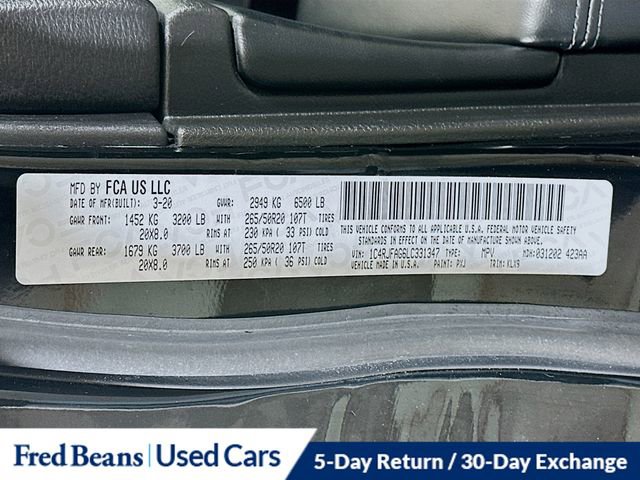 MFD BY FCA US LLC
DATE OF MFR(BUILT): 3-20 GVWR: 2949 KG 6500 LB
GAWR FRONT: 1452 KG 3200 LB WITH 265/50R20 107T TIRES
20X8.0 RIMS AT 230 KPA ( 33 PSI) COLD
GAWR REAR: 1679 KG 3700 LB WITH 265/50R20 107T TIRES
20X8.0 RIMS AT 250 KPA ( 36 PSI) COLD
THIS VEHICLE CONFORMS TO ALL APPLICABLE U.S.A. FEDERAL MOTOR VEHICLE SAFETY
STANDARDS IN EFFECT ON THE DATE OF MANUFACTURE SHOWN ABOVE.
VIN: 1C4RJFAG6LC331347 TYPE: MPV MDH: 031202 423AA
VEHICLE MADE IN U.S.A. PAINT: PXJ TRIM: KLX9
Fred Beans Used Cars
5-Day Return / 30-Day Exchange